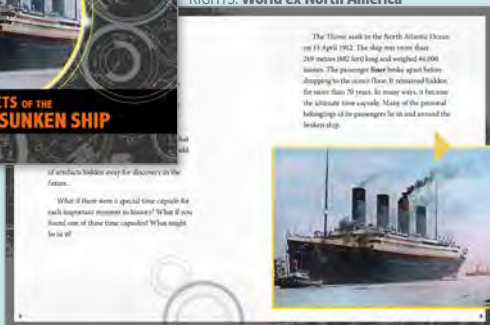 RIGHTS: World ex North America
CTS OF THE
SUNKEN SHIP
The Titanic sank in the North Atlantic Ocean
on 15 April 1912. The ship was more than
269 metres (882 feet) long and weighed
tonnes. The passenger liner broke apart before
dropping to the ocean floor. It remained hidden
for more than 70 years. In many ways, it became
the ultimate time capsule. Many of the personal
belongings of its passengers lie in and around the
broken ship.
of artefacts hidden away for discovery in the
future.
What if there were a special time capsule for
each important moment in history? What if you
found one of these time capsules? What might
be in it?